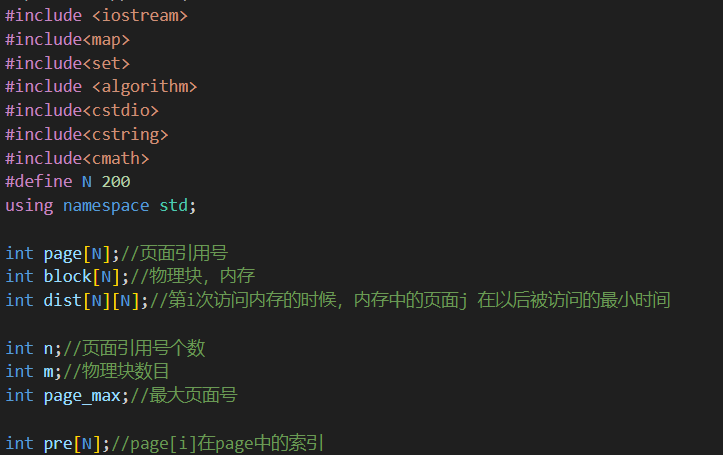 #include <iostream>
#include<map>
#include<set>
#include <algorithm>
#include<cstdio>
#include<cstring>
#include<cmath>
#define N 200
using namespace std;
int page[N];//页面引用号
int block[N];//物理块，内存
int dist[N][N];//第i次访问内存的时候，内存中的页面j 在以后被访问的最小时间
int n;//页面引用号个数
int m;//物理块数目
int page_max;//最大页面号
int pre[N];//page[i]在page中的索引